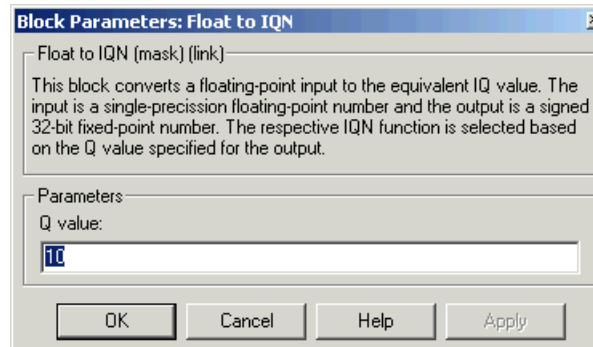 Block Parameters: Float to IQN
Float to IQN (mask) (link)
This block converts a floating-point input to the equivalent IQ value. The
input is a single-precission floating-point number and the output is a signed
32-bit fixed-point number. The respective IQN function is selected based
on the Q value specified for the output.
Parameters
Q value:
10
OK Cancel Help Apply